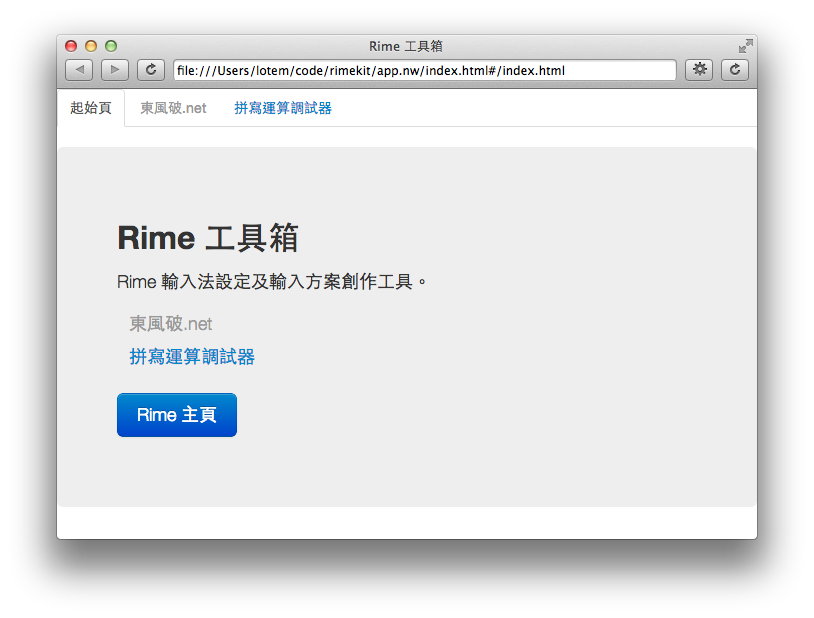 Rime 工具箱
file:///Users/lotem/code/rimekit/app.nw/index.html#/index.html
起始頁 東風破.net 拼寫運算調試器
Rime 工具箱
Rime 輸入法設定及輸入方案創作工具。
東風破.net
拼寫運算調試器
Rime 主頁